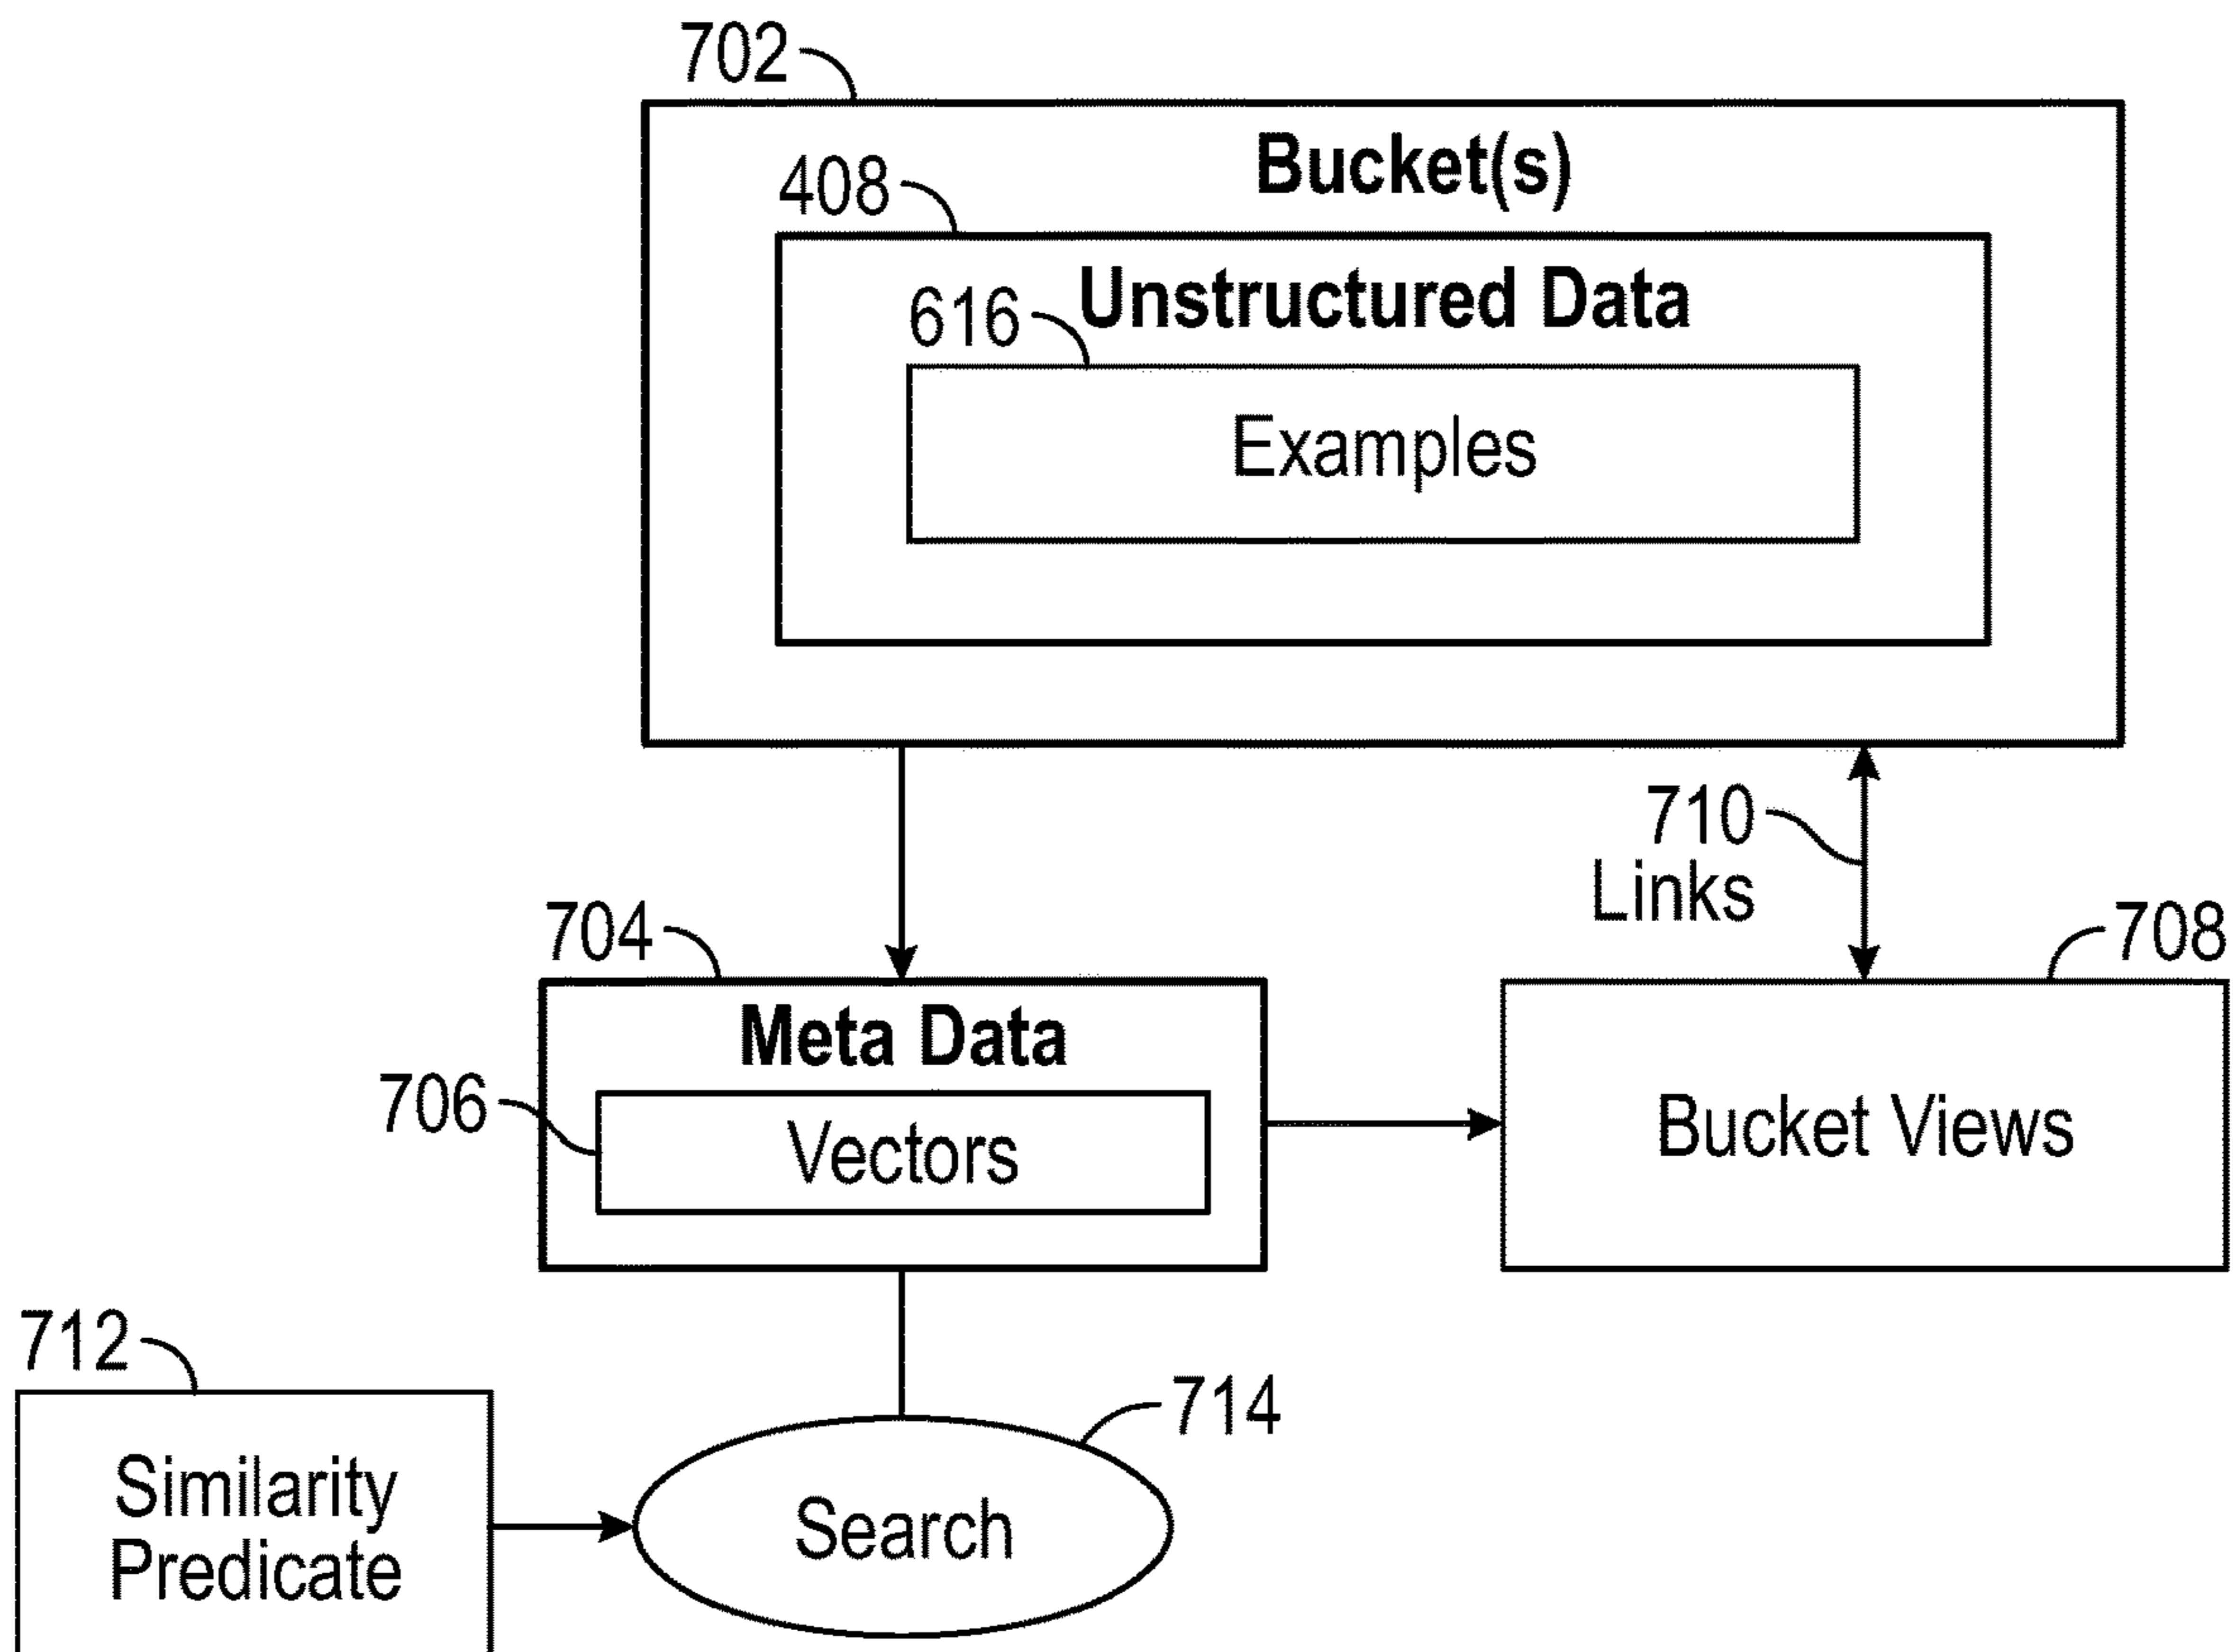 702
Bucket(s)
408
Unstructured Data
616
Examples
710
Links
704
708
Meta Data
706
Vectors
Bucket Views
712
714
Similarity
Predicate
Search